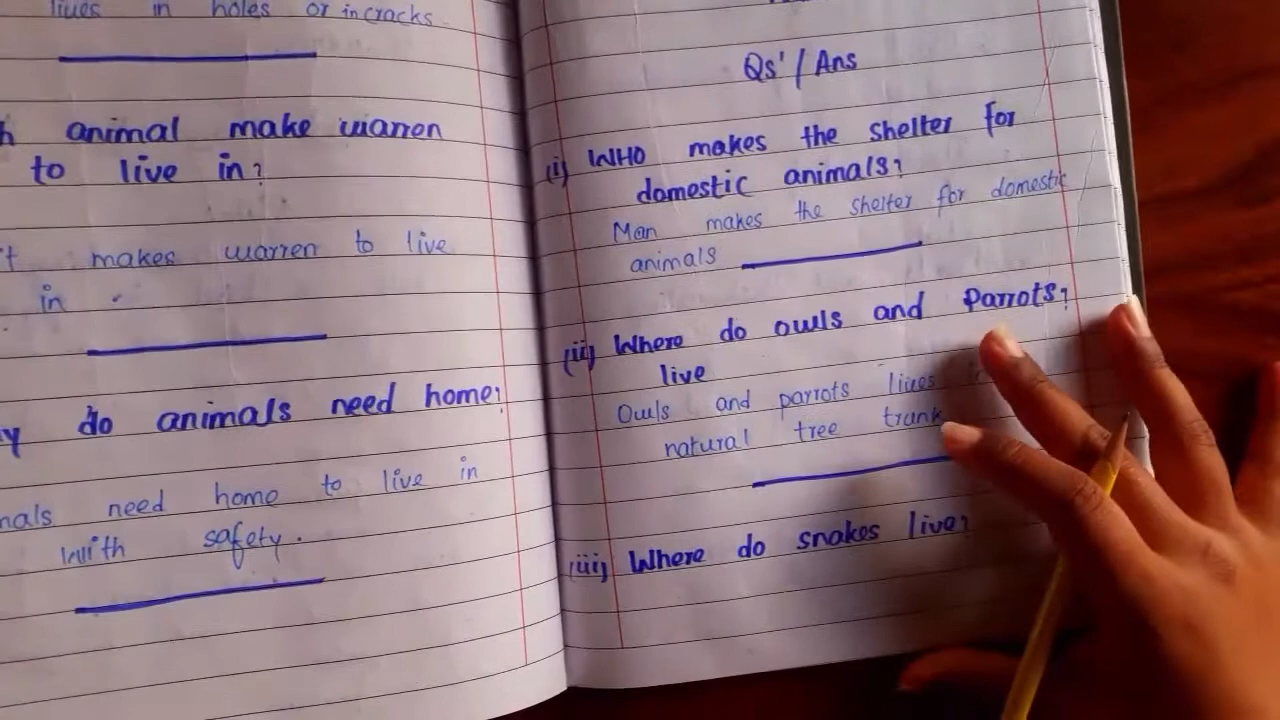 lives in holes or in cracks
animal make warren
to live in?
makes warren to live
in .
do animals need home?
need home to live in
with safety.
Qs' / Ans
(i) WHO makes the shelter for
domestic animals?
Man makes the shelter for domestic
animals
(ii) Where do owls and Parrots?
live
Owls and parrots lives
natural tree trunk
(iii) Where do snakes live?